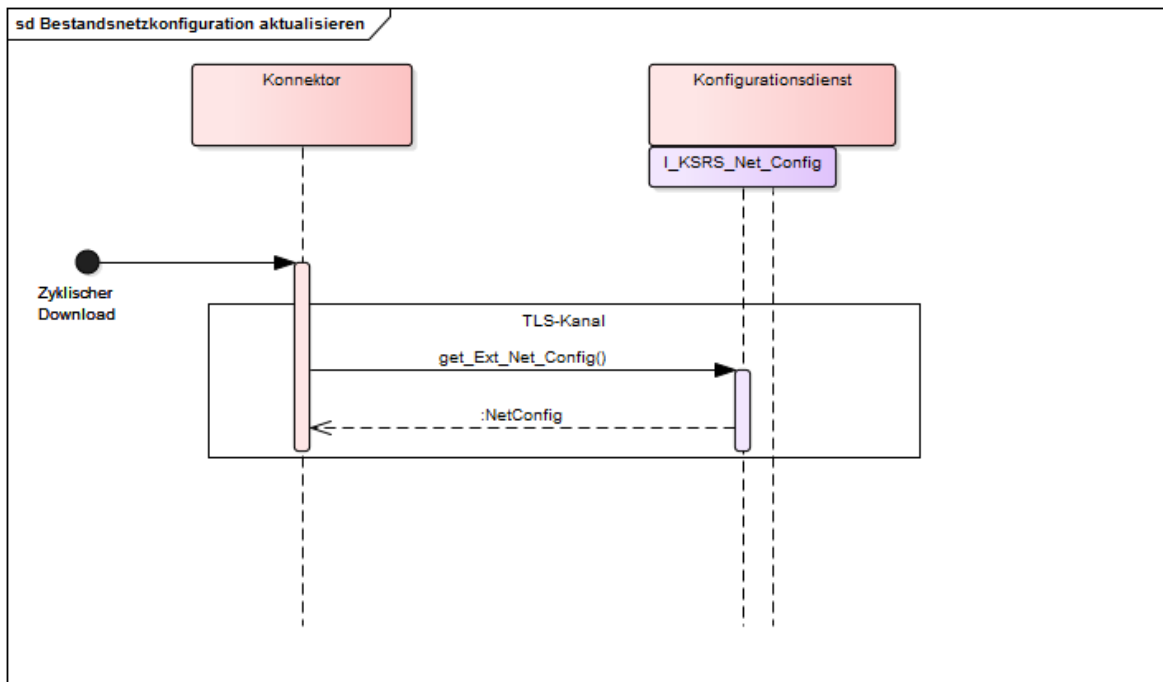 sd Bestandsnetzkonfiguration aktualisieren
Konnektor
Konfigurationsdienst
I_KSRS_Net_Config
Zyklischer
Download
TLS-Kanal
get_Ext_Net_Config()
:NetConfig